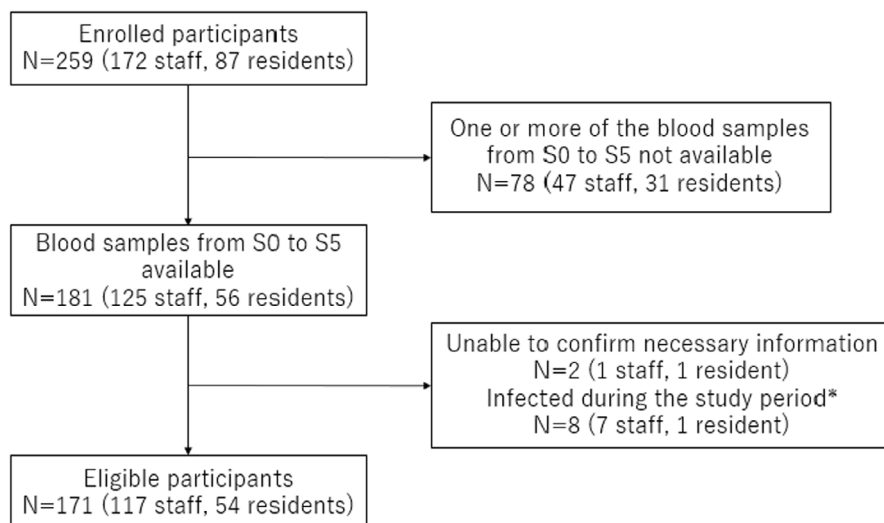 Enrolled participants
N=259 (172 staff, 87 residents)
One or more of the blood samples
from S0 to S5 not available
N=78 (47 staff, 31 residents)
Blood samples from S0 to S5
available
N=181 (125 staff, 56 residents)
Unable to confirm necessary information
N=2 (1 staff, 1 resident)
Infected during the study period*
N=8 (7 staff, 1 resident)
Eligible participants
N=171 (117 staff, 54 residents)